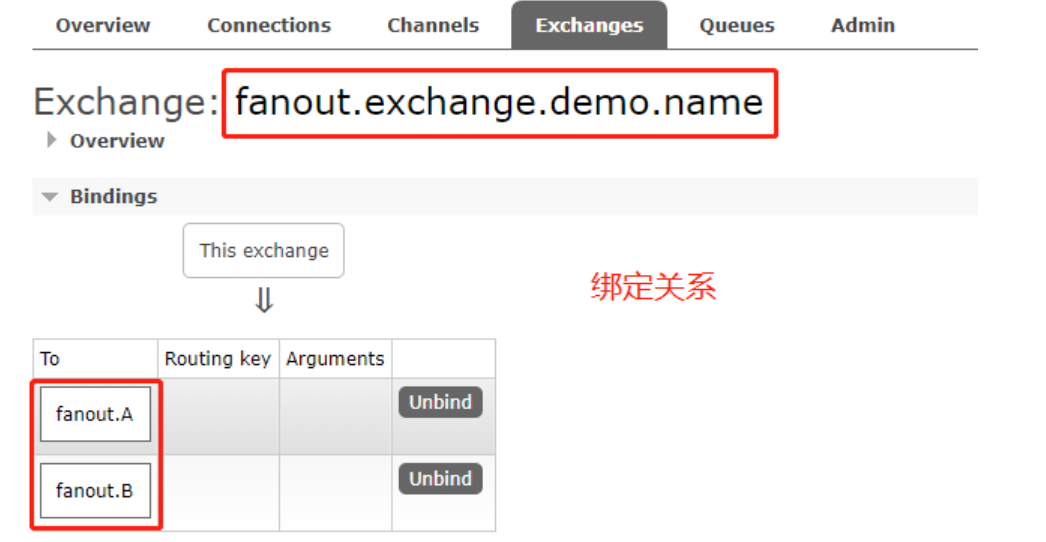 Overview Connections Channels Exchanges Queues Admin
Exchange: fanout.exchange.demo.name
Overview
Bindings
This exchange
绑定关系
To Routing key Arguments
fanout.A Unbind
fanout.B Unbind